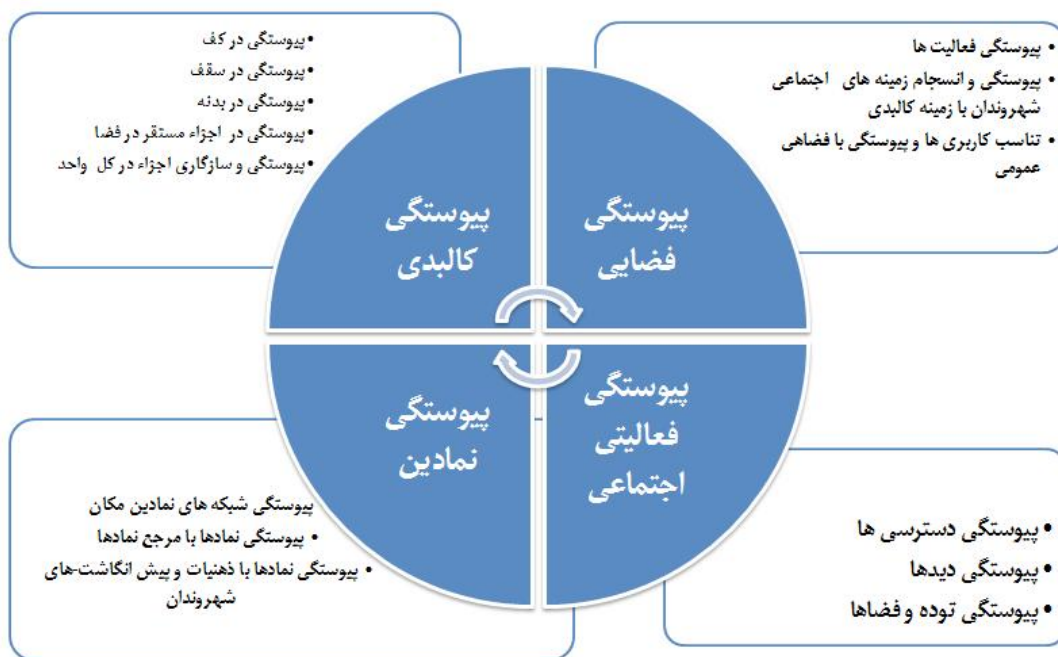 • پیوستگی فعالیت ها
• پیوستگی و انسجام زمینه های اجتماعی
شهروندان با زمینه کالبدی
• تناسب کاربری ها و پیوستگی با فضاهی
عمومی
•پیوستگی در کف
•پیوستگی در سقف
•پیوستگی در بدنه
•پیوستگی در اجزاء مستقر در فضا
•پیوستگی و سازگاری اجزاء در کل واحد
پیوستگی
فضایی
پیوستگی
کالبدی
پیوستگی
فعالیتی
اجتماعی
پیوستگی
نمادین
• پیوستگی دسترسی ها
• پیوستگی دیدها
• پیوستگی توده و فضاها
پیوستگی شبکه های نمادین مکان
• پیوستگی نمادها با مرجع نمادها
• پیوستگی نمادها با ذهنیات و پیش انگاشت-های
شهروندان